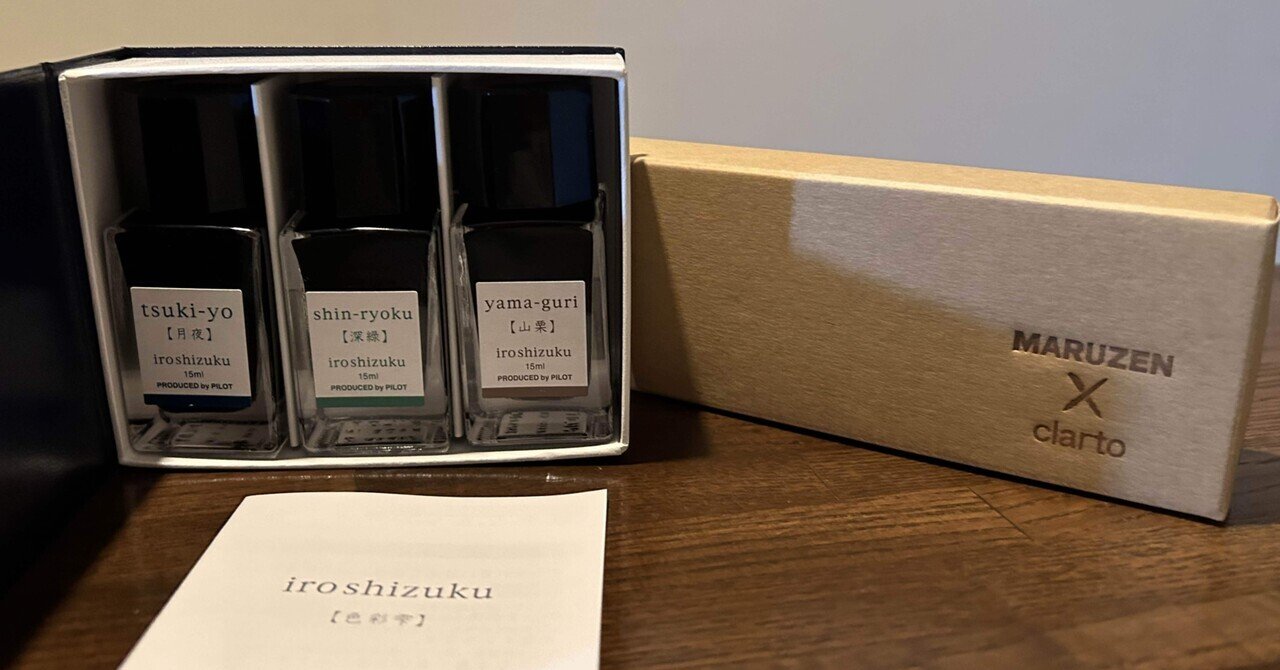 tsuki-yo
【月夜】
iroshizuku
15ml
PRODUCED by PILOT
shin-ryoku
【深緑】
iroshizuku
15ml
PRODUCED by PILOT
yama-guri
【山栗】
iroshizuku
15ml
PRODUCED by PILOT
MARUZEN
X
clarto
iroshizuku
【色彩雫】